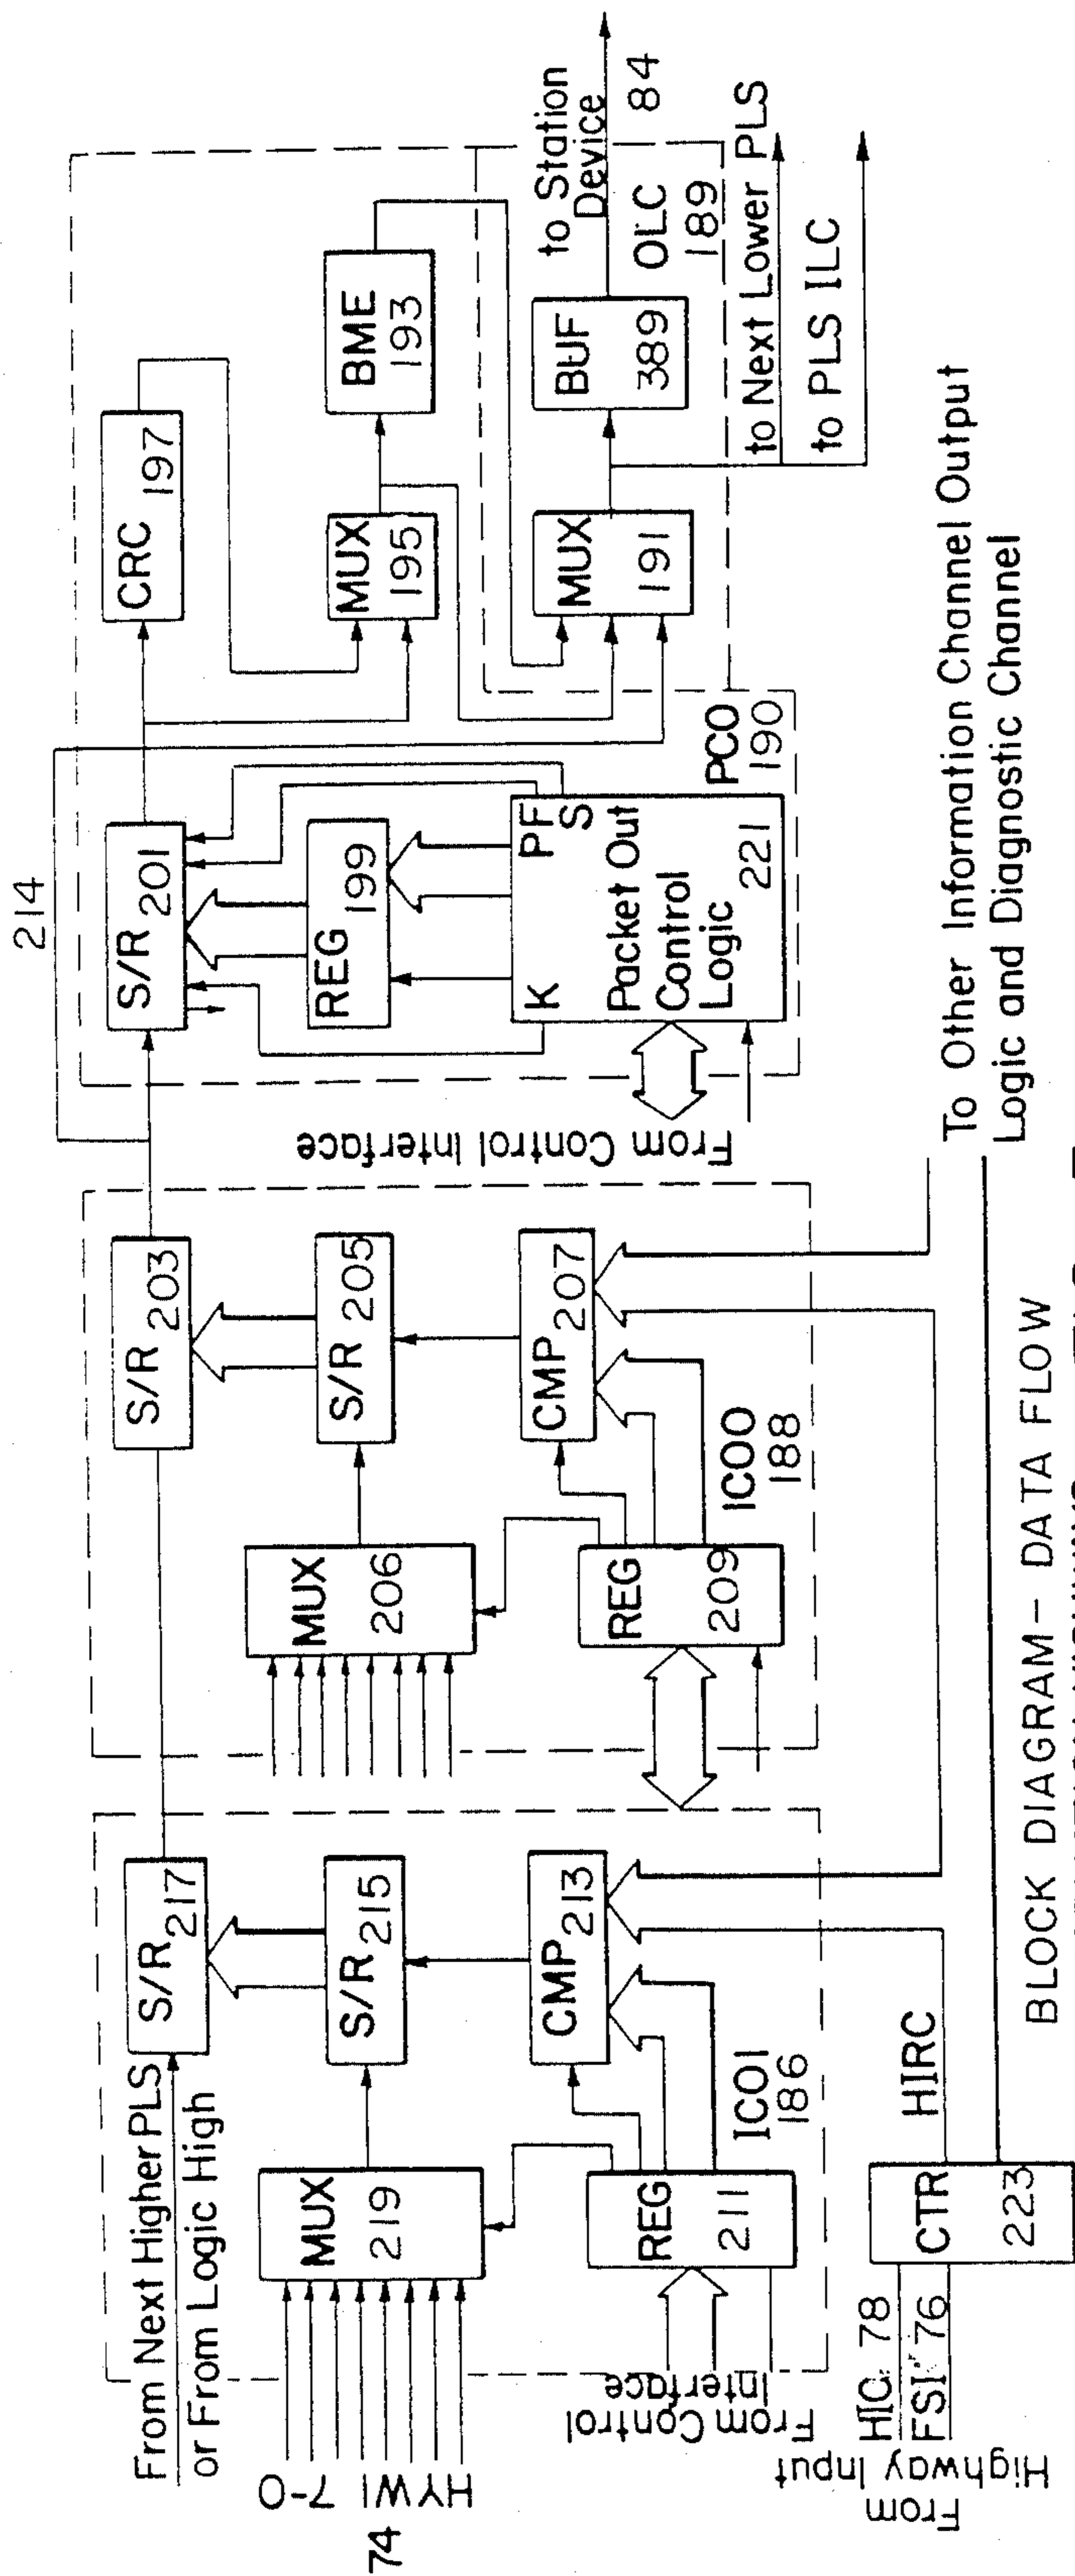 214
From Next Higher PLS
or From Logic High
S/R 217
S/R 203
S/R 201
CRC 197
HYWI 7-0
74
MUX
219
S/R 215
MUX
206
S/R 205
REG 199
MUX
195
BME
193
to Station
Device
84
From Control
Interface
REG
211
CMP 213
ICO1
186
REG
209
CMP 207
ICO0
188
From Control Interface
K
PF
S
Packet Out
Control
Logic
221
PCO
190
MUX
191
BUF
389
OLC
189
to Next Lower PLS
to PLS ILC
From
Highway Input
HIC 78
FSI 76
CTR
223
HIRC
To Other Information Channel Output
Logic and Diagnostic Channel
BLOCK DIAGRAM- DATA FLOW